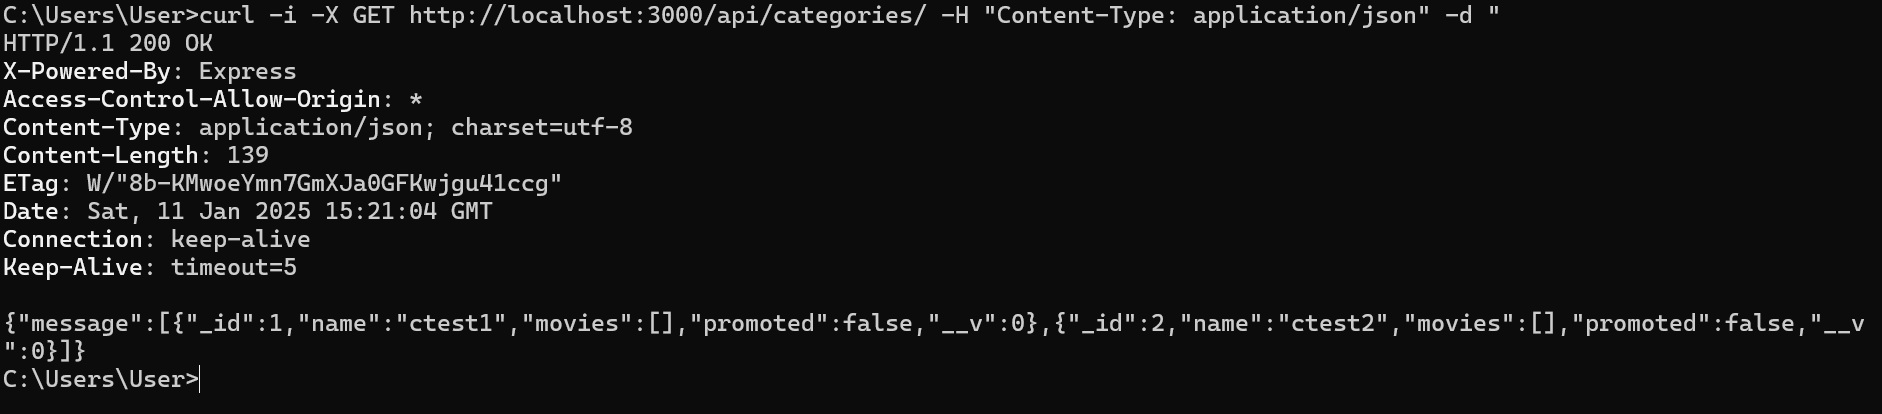 C:\Users\User>curl -i -X GET http://localhost:3000/api/categories/ -H "Content-Type: application/json" -d "
HTTP/1.1 200 OK
X-Powered-By: Express
Access-Control-Allow-Origin: *
Content-Type: application/json; charset=utf-8
Content-Length: 139
ETag: W/"8b-KMwoeYmn7GmXJa0GFKwjgu41ccg"
Date: Sat, 11 Jan 2025 15:21:04 GMT
Connection: keep-alive
Keep-Alive: timeout=5

{"message":[{"_id":1,"name":"ctest1","movies":[],"promoted":false,"__v":0},{"_id":2,"name":"ctest2","movies":[],"promoted":false,"__v
":0}]}
C:\Users\User>